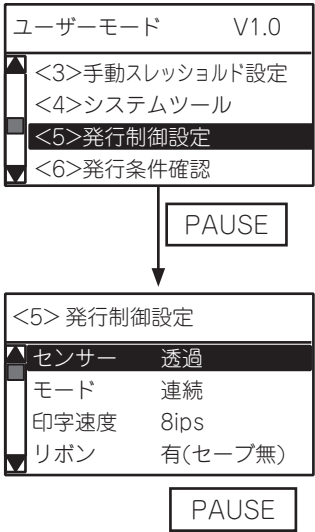 ユーザーモード V1.0
<3>手動スレッショルド設定
<4>システムツール
<5>発行制御設定
<6>発行条件確認
PAUSE
<5>発行制御設定
センサー 透過
モード 連続
印字速度 8ips
リボン 有(セーブ無)
PAUSE